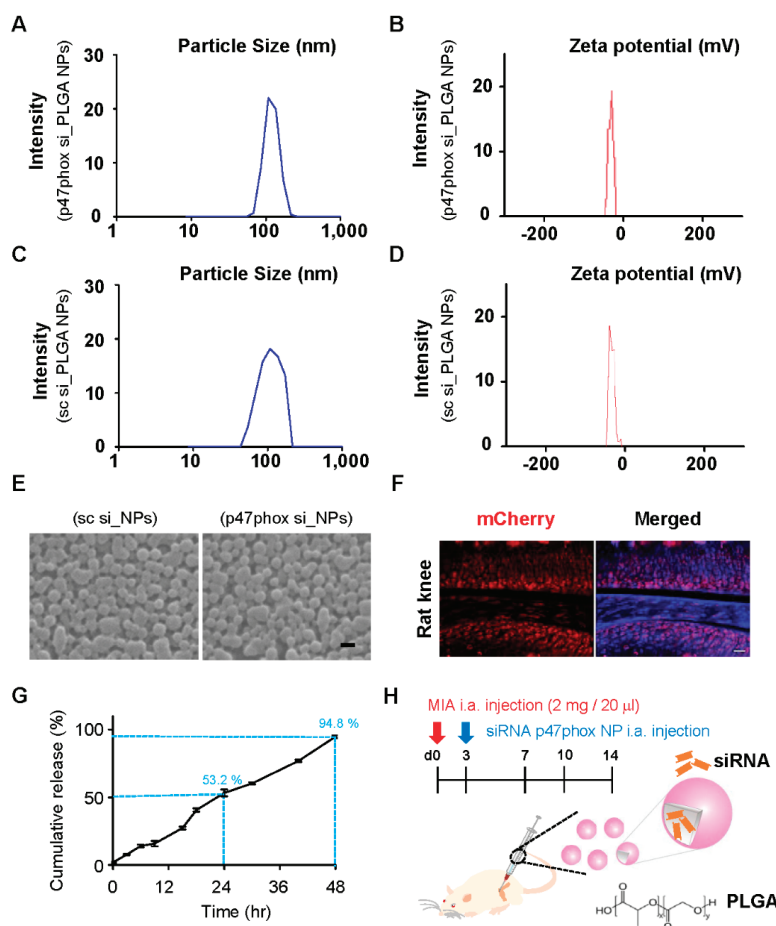 A
Particle Size (nm)
Intensity
(p47phox si_PLGA NPs)
30
20
10
0
1
10
100
1,000
B
Zeta potential (mV)
Intensity
(p47phox si_PLGA NPs)
20
10
0
-200
0
200
C
Particle Size (nm)
Intensity
(sc si_PLGA NPs)
30
20
10
0
1
10
100
1,000
D
Zeta potential (mV)
Intensity
(sc si_PLGA NPs)
20
10
0
-200
0
200
E
(sc si_NPs)
(p47phox si_NPs)
F
mCherry
Merged
Rat knee
G
Cumulative release (%)
100
50
0
94.8 %
53.2 %
0
12
24
36
48
Time (hr)
H
MIA i.a. injection (2 mg / 20 μl)
siRNA p47phox NP i.a. injection
d0
3
7
10
14
siRNA
PLGA
HO
O
O
x
O
O
H
y